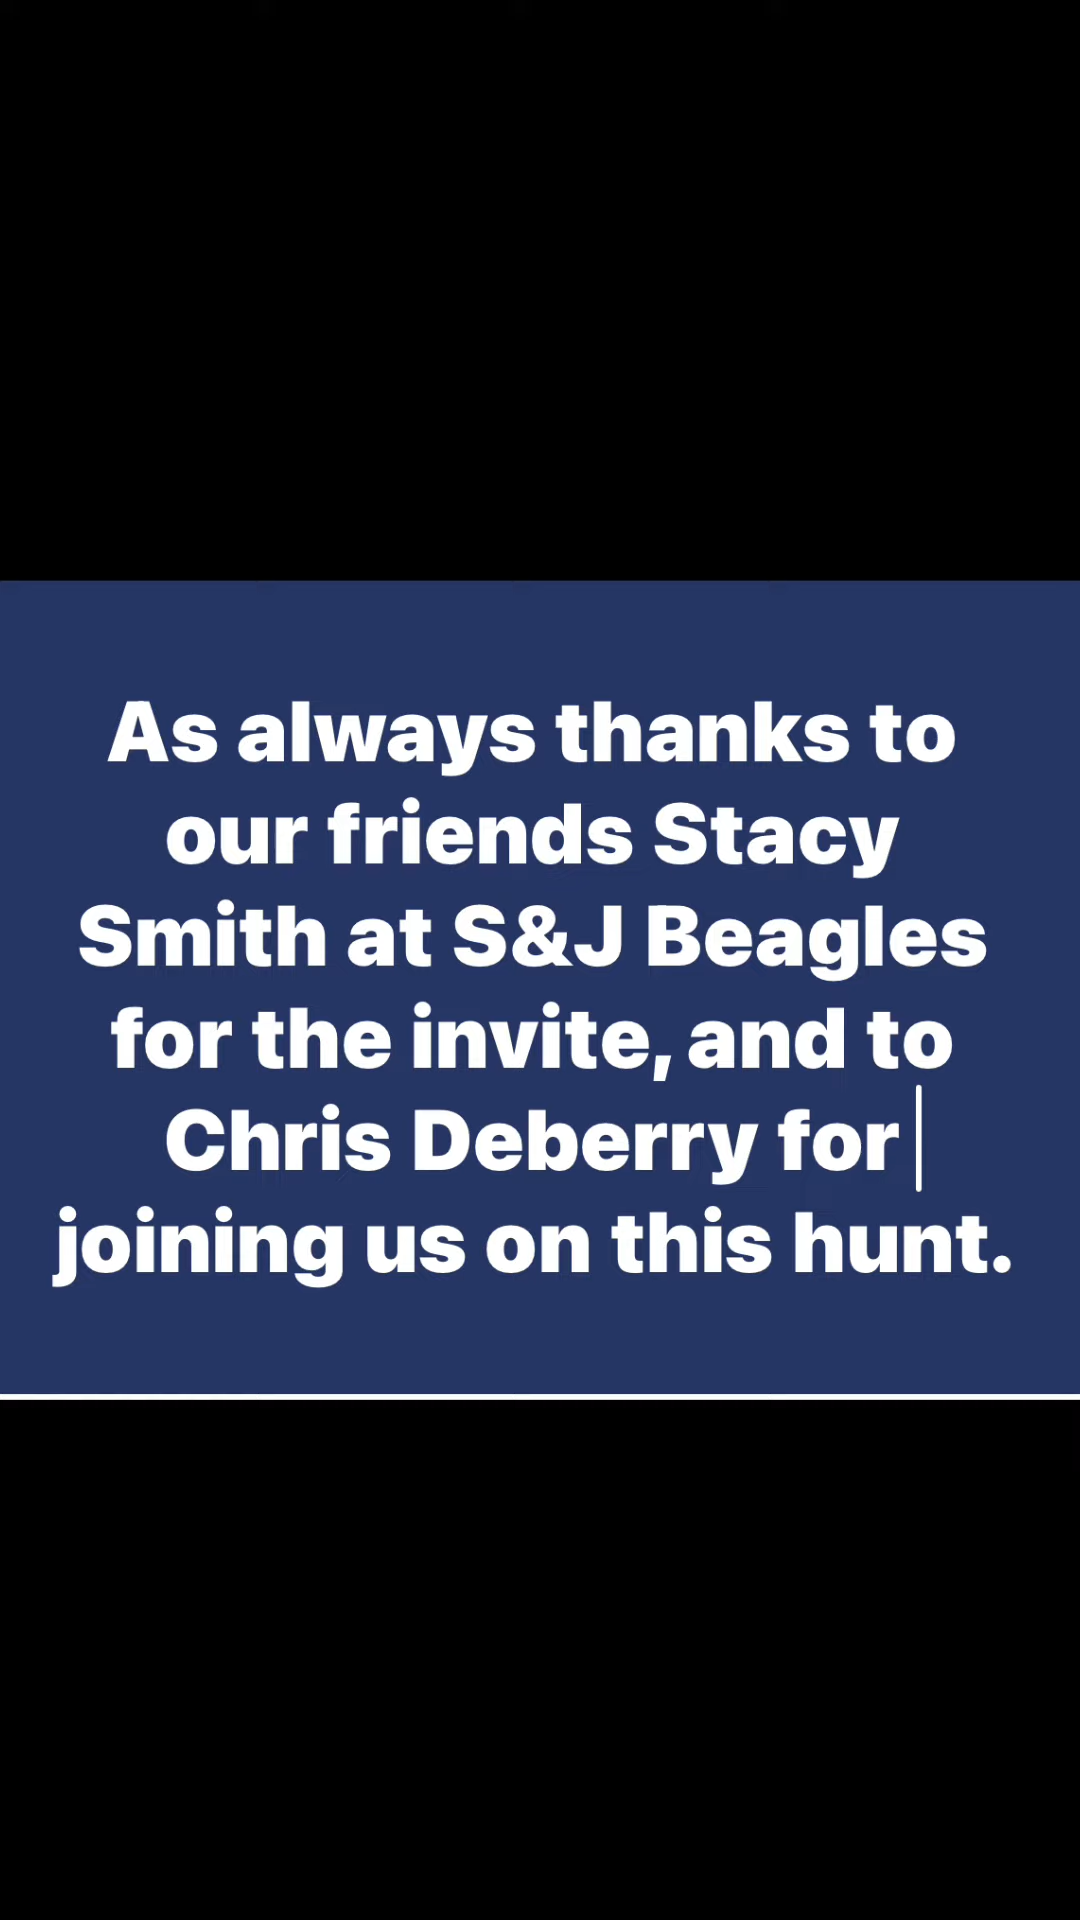 As always thanks to
our friends Stacy
Smith at S&J Beagles
for the invite, and to
Chris Deberry for
joining us on this hunt.